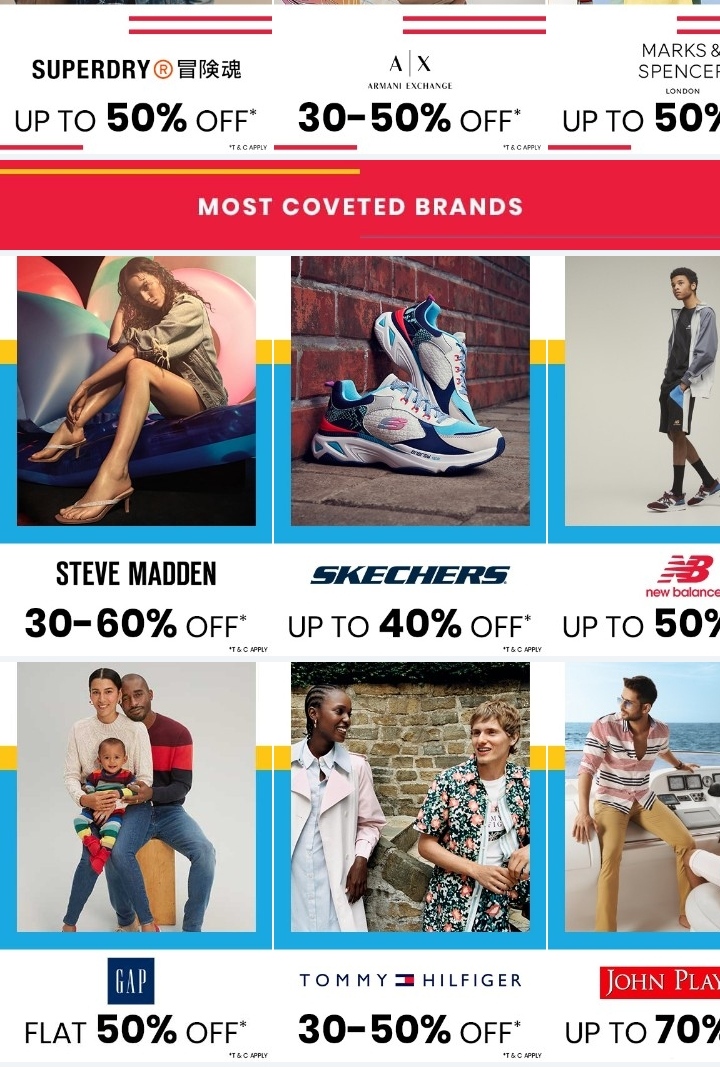 SUPERDRY® 冒険魂
UP TO 50% OFF*
*T & C APPLY
A|X
ARMANI EXCHANGE
30-50% OFF*
*T & C APPLY
MARKS &
SPENCER
LONDON
UP TO 50%
MOST COVETED BRANDS
STEVE MADDEN
30-60% OFF*
*T & C APPLY
SKECHERS
UP TO 40% OFF*
*T & C APPLY
NB
new balance
UP TO 50%
GAP
FLAT 50% OFF*
*T & C APPLY
TOMMY HILFIGER
30-50% OFF*
*T & C APPLY
JOHN PLAY
UP TO 70%